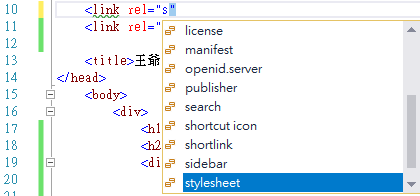 10 <link rel="s"
11 <link rel="
12
13 <title>王爺
14 </head>
15 <body>
16 <div>
17 <h1
18 <h2
19 <di
license
manifest
openid.server
publisher
search
shortcut icon
shortlink
sidebar
stylesheet